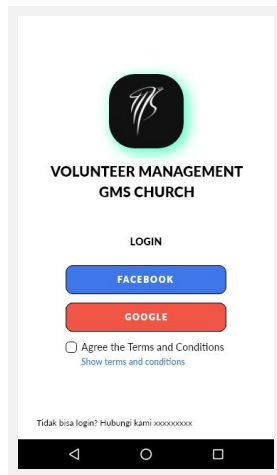 VOLUNTEER MANAGEMENT
GMS CHURCH
LOGIN
FACEBOOK
GOOGLE
Agree the Terms and Conditions
Show terms and conditions
Tidak bisa login? Hubungi kami xxxxxxxxx